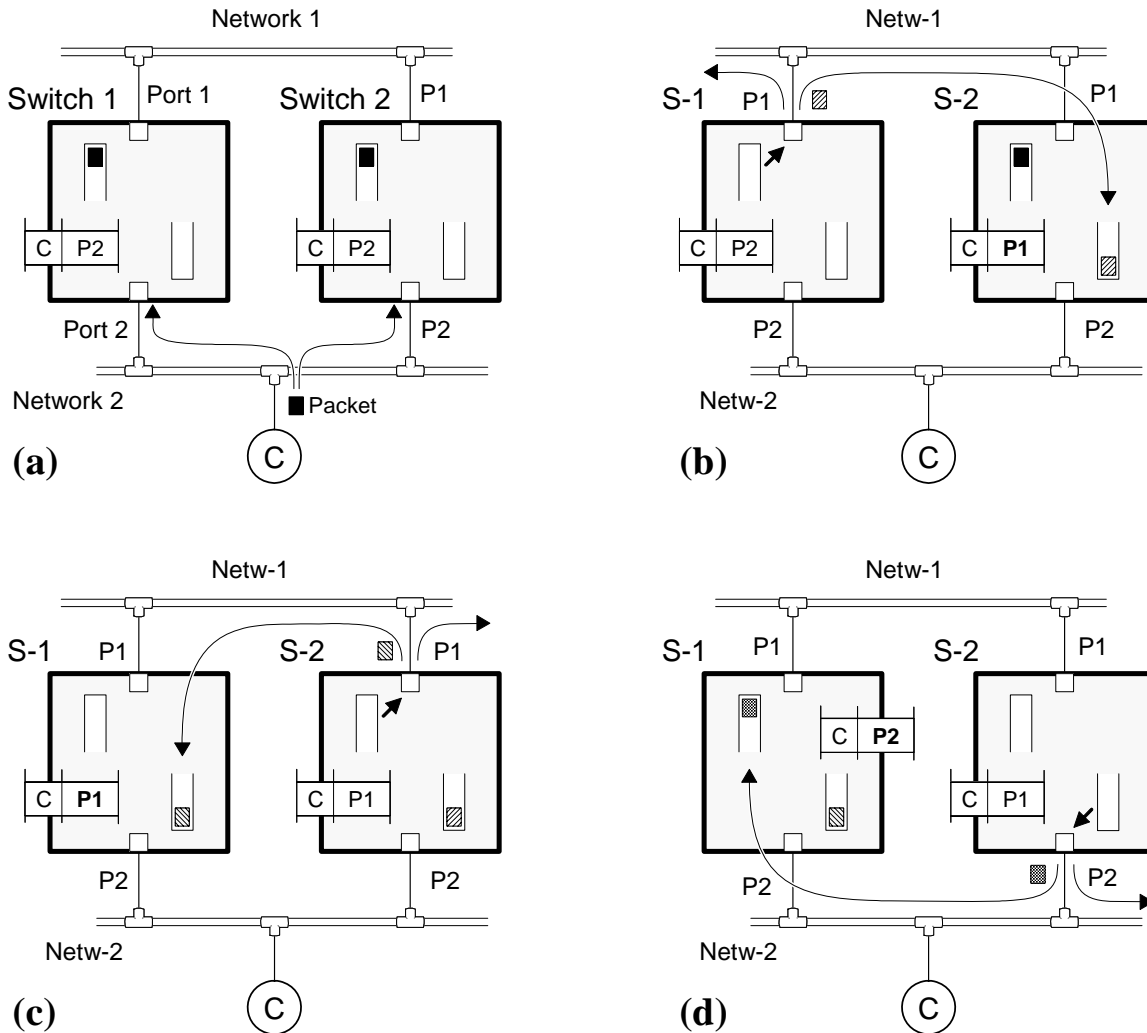 Network 1
Switch 1 Port 1 Switch 2 P1
C P2 C P2
Port 2 P2
Network 2 Packet
C
(a)
Netw-1
S-1 P1 S-2 P1
C P2 C P1
P2 P2
Netw-2
C
(b)
Netw-1
S-1 P1 S-2 P1
C P1 C P1
P2 P2
Netw-2
C
(c)
Netw-1
S-1 P1 S-2 P1
C P2
C P1
P2 P2
Netw-2
C
(d)